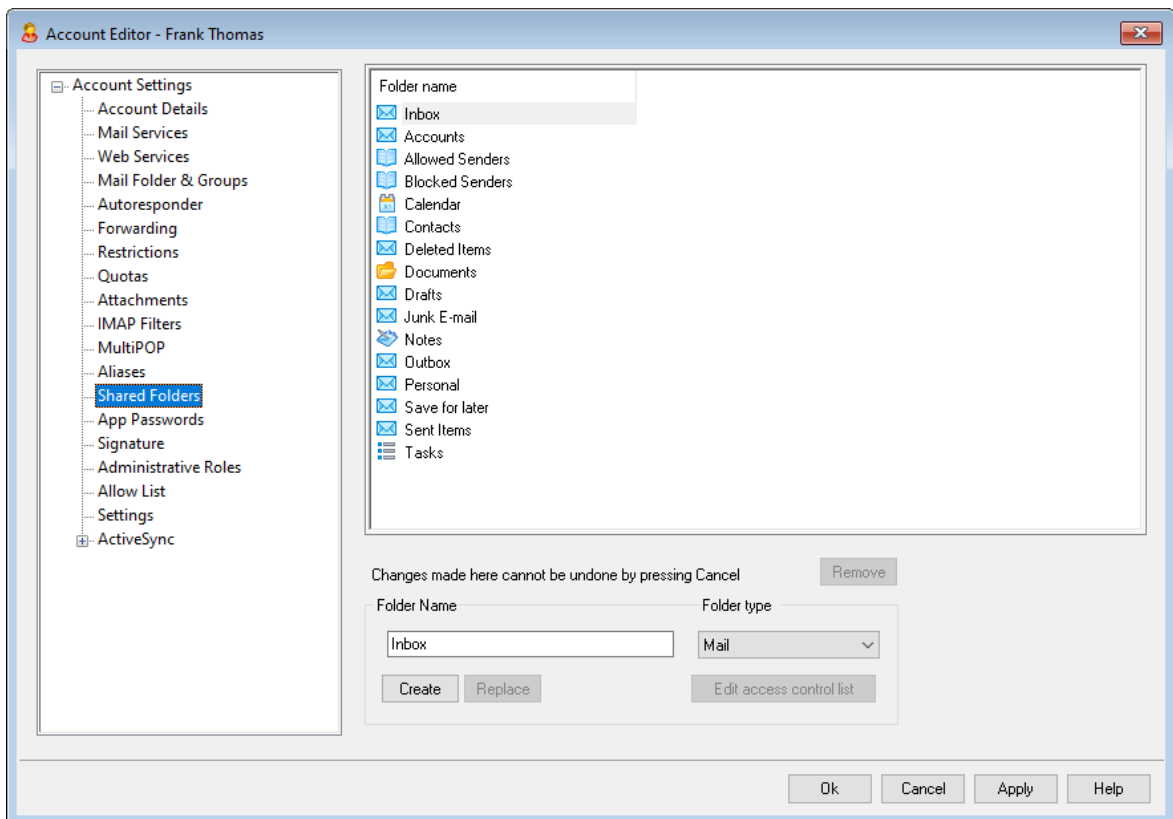 Account Editor - Frank Thomas
Account Settings
Account Details
Mail Services
Web Services
Mail Folder & Groups
Autoresponder
Forwarding
Restrictions
Quotas
Attachments
IMAP Filters
MultiPOP
Aliases
Shared Folders
App Passwords
Signature
Administrative Roles
Allow List
Settings
ActiveSync
Folder name
Inbox
Accounts
Allowed Senders
Blocked Senders
Calendar
Contacts
Deleted Items
Documents
Drafts
Junk E-mail
Notes
Outbox
Personal
Save for later
Sent Items
Tasks
Changes made here cannot be undone by pressing Cancel
Remove
Folder Name
Folder type
Inbox
Mail
Create
Replace
Edit access control list
Ok
Cancel
Apply
Help